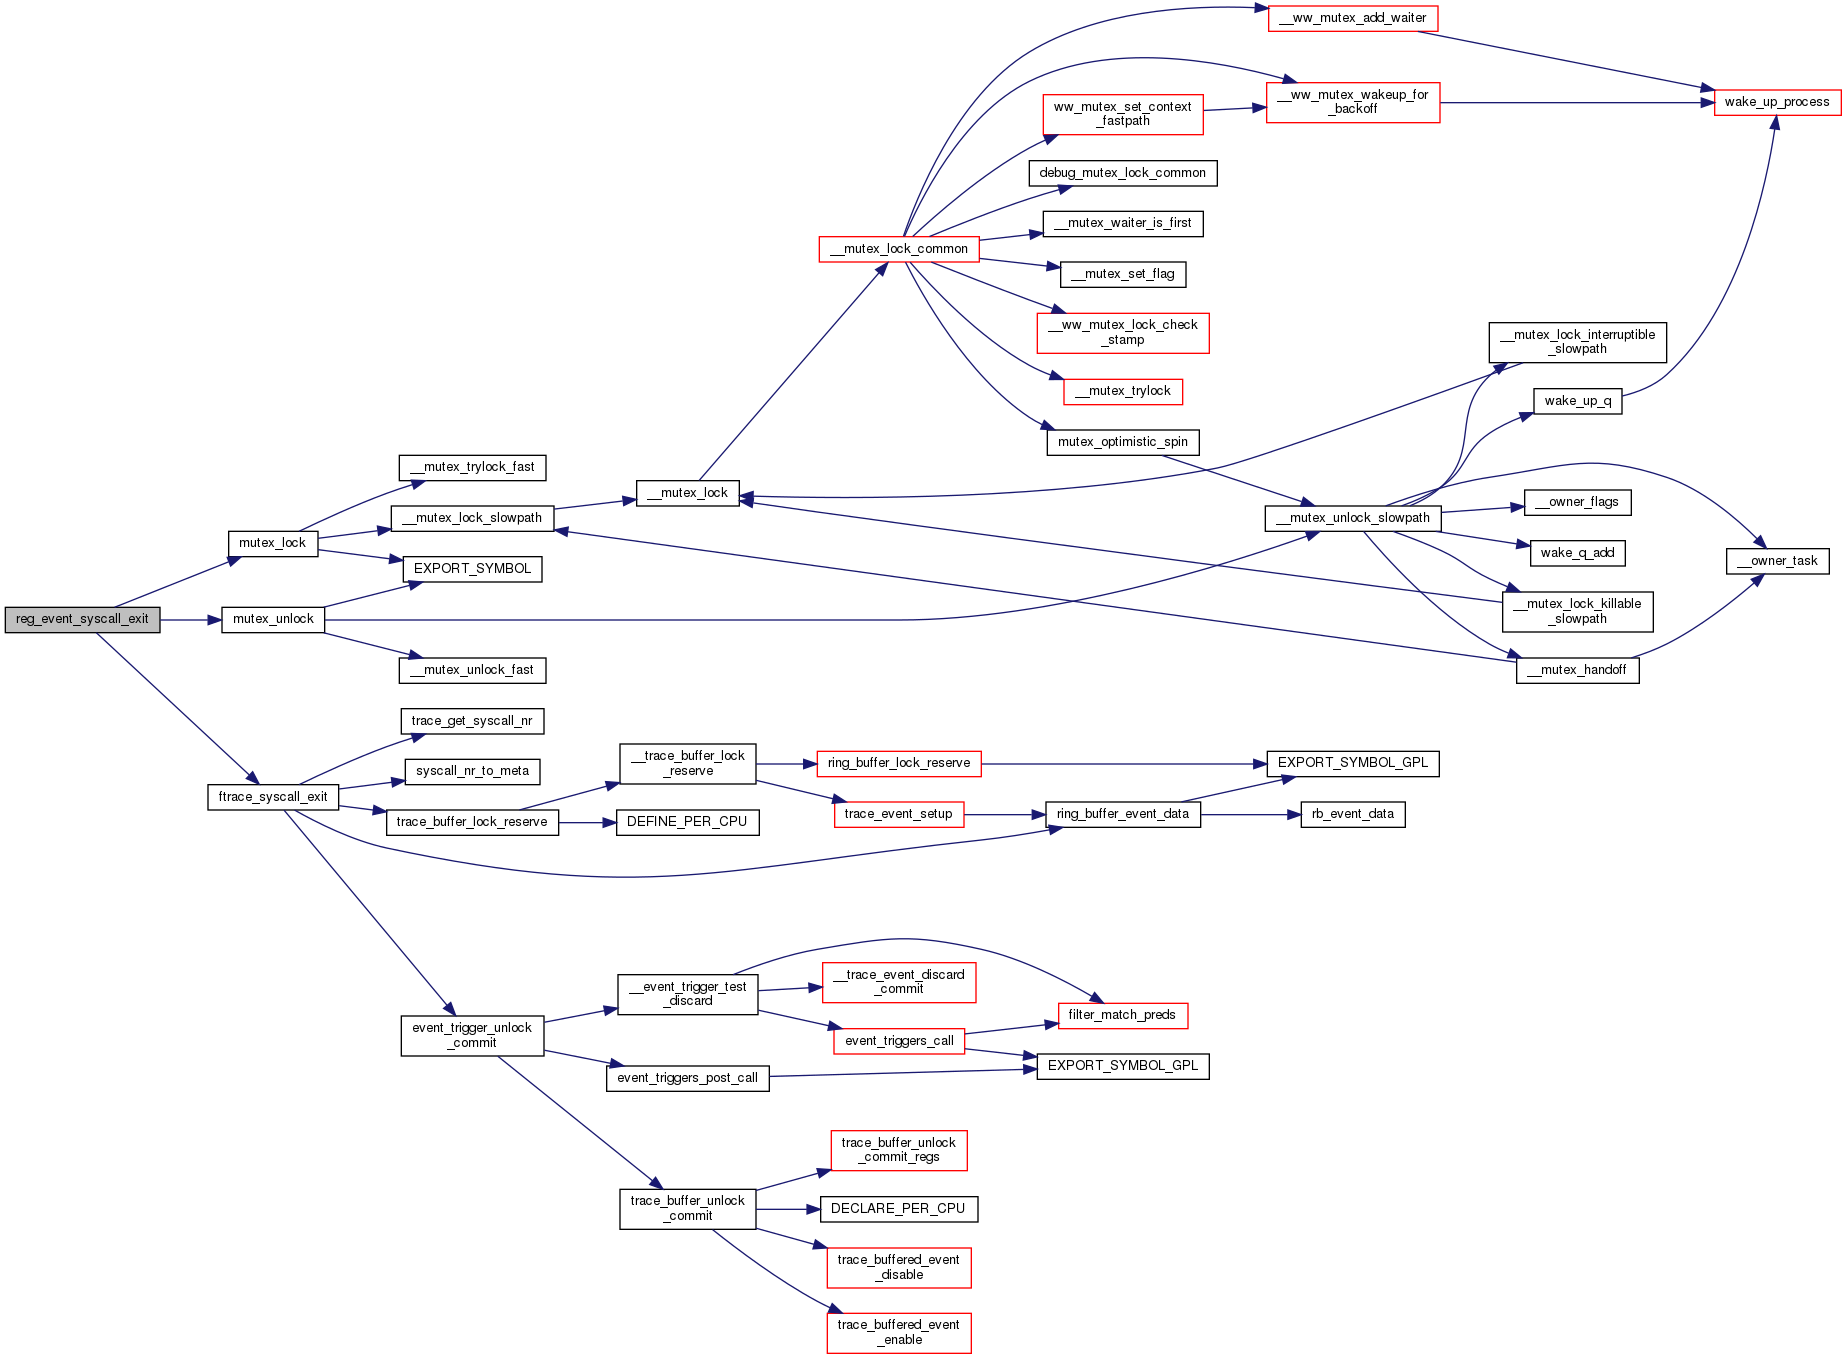 __ww_mutex_add_waiter
__ww_mutex_wakeup_for
_backoff
wake_up_process
ww_mutex_set_context
_fastpath
debug_mutex_lock_common
__mutex_waiter_is_first
__mutex_lock_common
__mutex_set_flag
__ww_mutex_lock_check
_stamp
__mutex_trylock
mutex_optimistic_spin
__mutex_lock_interruptible
_slowpath
wake_up_q
__mutex_trylock_fast
__mutex_lock
__mutex_lock_slowpath
mutex_lock
EXPORT_SYMBOL
__mutex_unlock_slowpath
__owner_flags
wake_q_add
__owner_task
__mutex_lock_killable
_slowpath
__mutex_handoff
reg_event_syscall_exit
mutex_unlock
__mutex_unlock_fast
trace_get_syscall_nr
syscall_nr_to_meta
ftrace_syscall_exit
trace_buffer_lock_reserve
__trace_buffer_lock
_reserve
DEFINE_PER_CPU
ring_buffer_lock_reserve
trace_event_setup
EXPORT_SYMBOL_GPL
ring_buffer_event_data
rb_event_data
__event_trigger_test
_discard
__trace_event_discard
_commit
filter_match_preds
event_triggers_call
event_trigger_unlock
_commit
event_triggers_post_call
EXPORT_SYMBOL_GPL
trace_buffer_unlock
_commit_regs
trace_buffer_unlock
_commit
DECLARE_PER_CPU
trace_buffered_event
_disable
trace_buffered_event
_enable